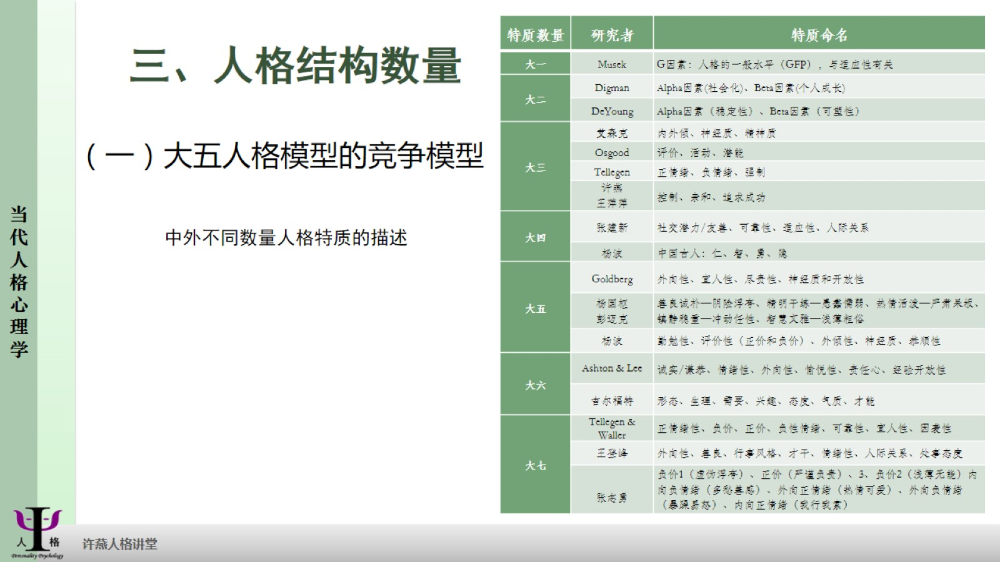 三、人格结构数量
（一）大五人格模型的竞争模型
中外不同数量人格特质的描述
当代人格心理学
特质数量 研究者 特质命名
大一 Musek G因素：人格的一般水平（GFP），与适应性有关
大二 Digman Alpha因素(社会化)、Beta因素(个人成长)
DeYoung Alpha因素（稳定性）、Beta因素（可塑性）
大三 艾森克 内外倾、神经质、精神质
Osgood 评价、活动、潜能
Tellegen 正情绪、负情绪、强制
许燕
王萍萍 控制、亲和、追求成功
大四 张建新 社交潜力/友善、可靠性、适应性、人际关系
杨波 中国古人：仁、智、勇、隐
大五 Goldberg 外向性、宜人性、尽责性、神经质和开放性
杨国枢 善良诚朴—阴险浮夸、精明干练—愚蠢懦弱、热情活泼—严肃呆板、
彭迈克 镇静稳重—冲动任性、智慧文雅—浅薄粗俗
杨波 勤勉性、评价性（正价和负价）、外倾性、神经质、恭顺性
大六 Ashton & Lee 诚实/谦恭、情绪性、外向性、愉悦性、责任心、经验开放性
吉尔福特 形态、生理、需要、兴趣、态度、气质、才能
大七 Tellegen &
Waller 正情绪性、负价、正价、负性情绪、可靠性、宜人性、因袭性
王登峰 外向性、善良、行事风格、才干、情绪性、人际关系、处事态度
张志勇 负价1（虚伪浮夸）、正价（严谨负责）、3、负价2（浅薄无能）内
向负情绪（多愁善感）、外向正情绪（热情可爱）、外向负情绪
（暴躁易怒）、内向正情绪（我行我素）
人格
Personality Psychology
许燕人格讲堂